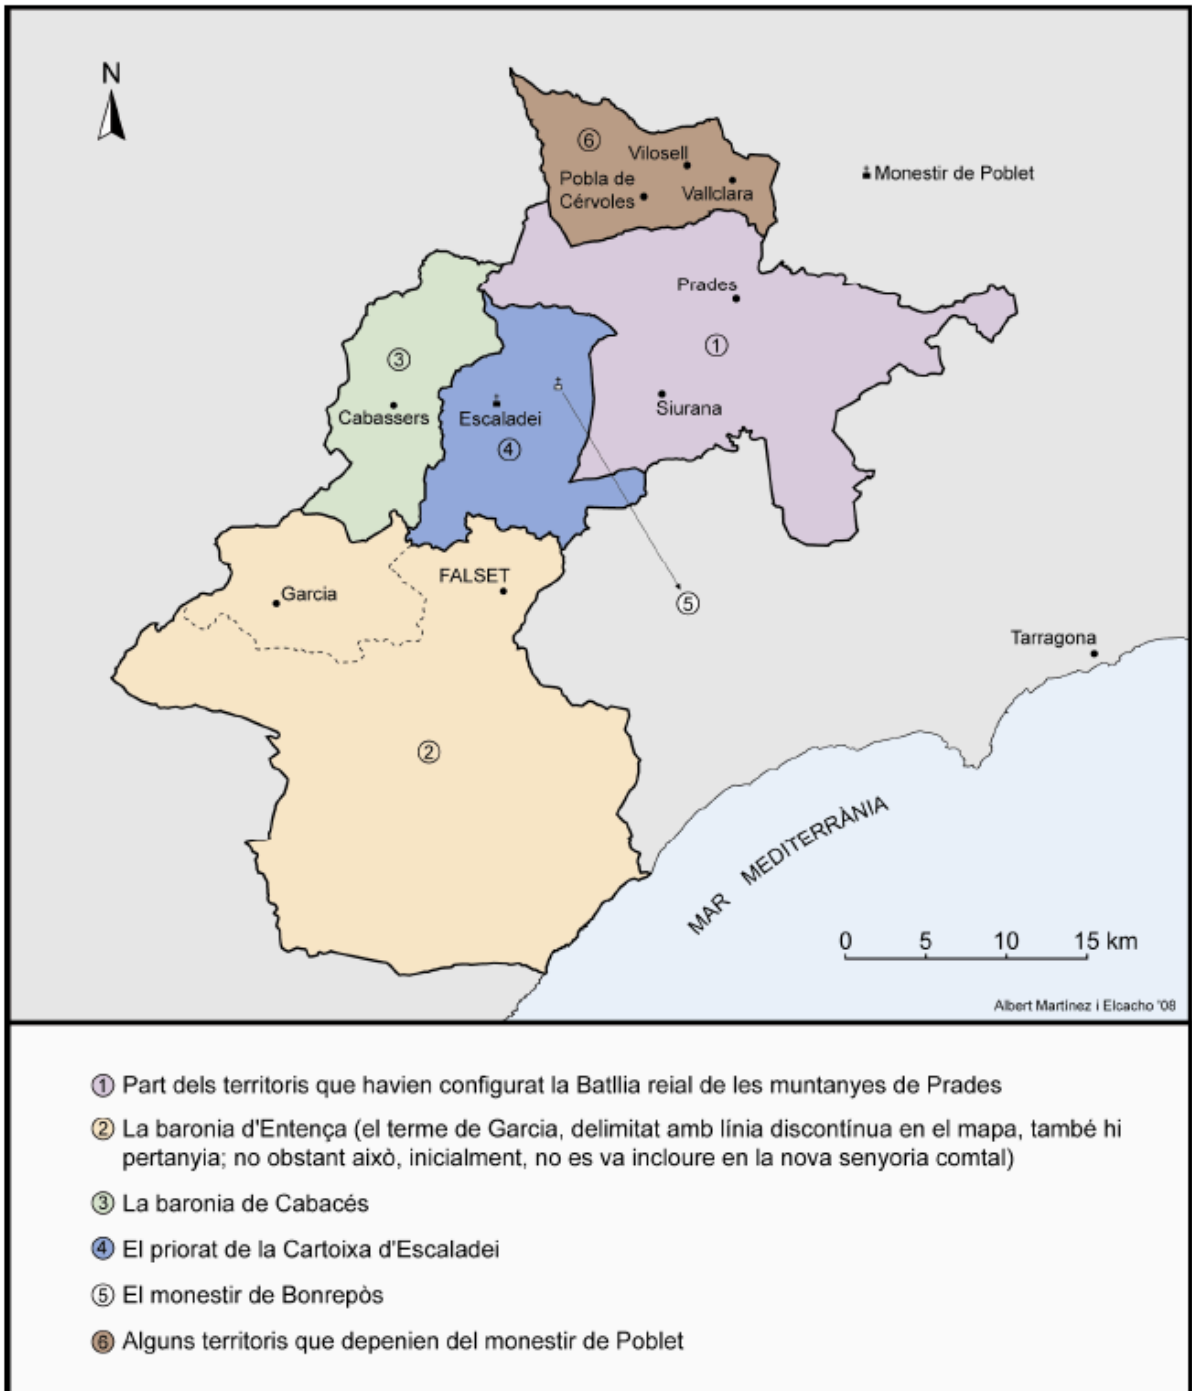 N
6
Vilosell
Pobla de
Cérvoles
Vallclara
Monestir de Poblet
Prades
1
3
Cabassers
Escaladei
4
Siurana
Garcia
FALSET
5
Tarragona
2
MAR MEDITERRÀNIA
0 5 10 15 km
Albert Martínez i Elcacho '08
1 Part dels territoris que havien configurat la Batllia reial de les muntanyes de Prades
2 La baronia d'Entença (el terme de Garcia, delimitat amb línia discontínua en el mapa, també hi
pertanyia; no obstant això, inicialment, no es va incloure en la nova senyoria comtal)
3 La baronia de Cabacés
4 El priorat de la Cartoixa d'Escaladei
5 El monestir de Bonrepòs
6 Alguns territoris que depenien del monestir de Poblet